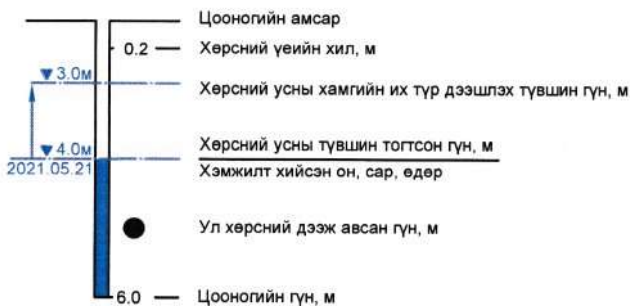 Цооногийн амсар
0.2 Хөрсний үеийн хил, м
▼3.0м
Хөрсний усны хамгийн их түр дээшлэх түвшин гүн, м
▼4.0м Хөрсний усны түвшин тогтсон гүн, м
2021.05.21 Хэмжилт хийсэн он, сар, өдөр
Ул хөрсний дээж авсан гүн, м
6.0 Цооногийн гүн, м